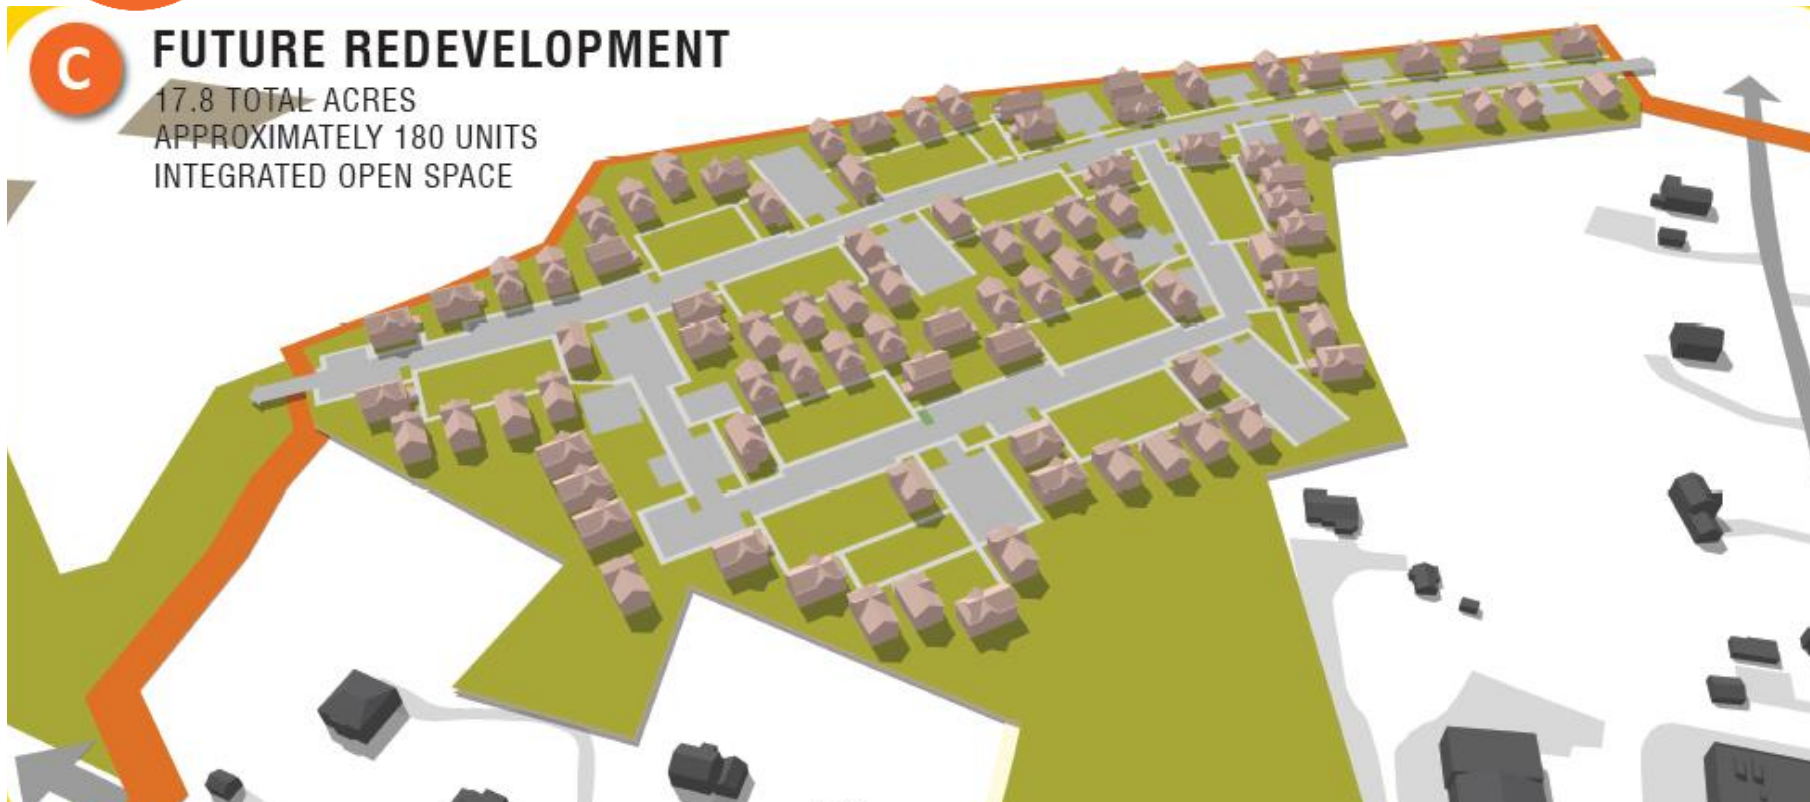 C
FUTURE REDEVELOPMENT
17.8 TOTAL ACRES
APPROXIMATELY 180 UNITS
INTEGRATED OPEN SPACE